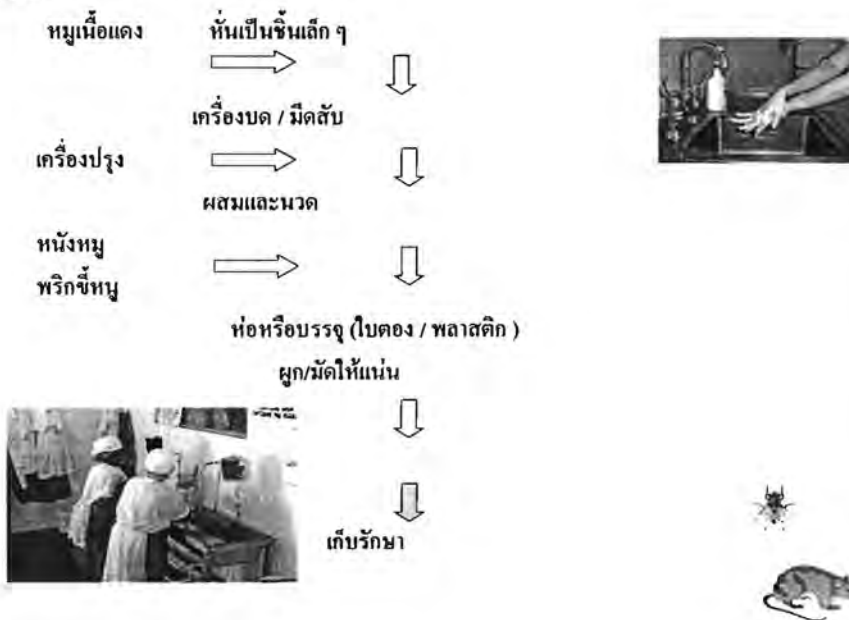 หมูเนื้อแดง หั่นเป็นชิ้นเล็ก ๆ
เครื่องบด / มีดสับ
เครื่องปรุง
ผสมและนวด
หนังหมู
พริกขี้หนู
ห่อหรือบรรจุ (ใบตอง / พลาสติก )
ผูก/มัดให้แน่น
เก็บรักษา